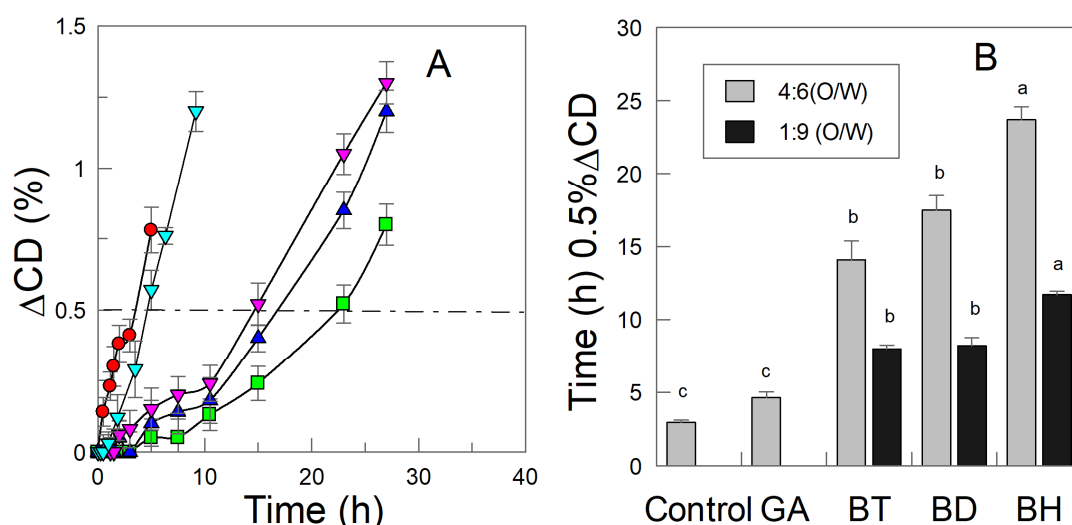 A
ΔCD (%)
1.5
1
0.5
0
0
10
20
30
40
Time (h)
B
Time (h) 0.5%ΔCD
30
25
20
15
10
5
0
4:6(O/W)
1:9 (O/W)
c
c
b
b
b
b
a
a
Control GA BT BD BH